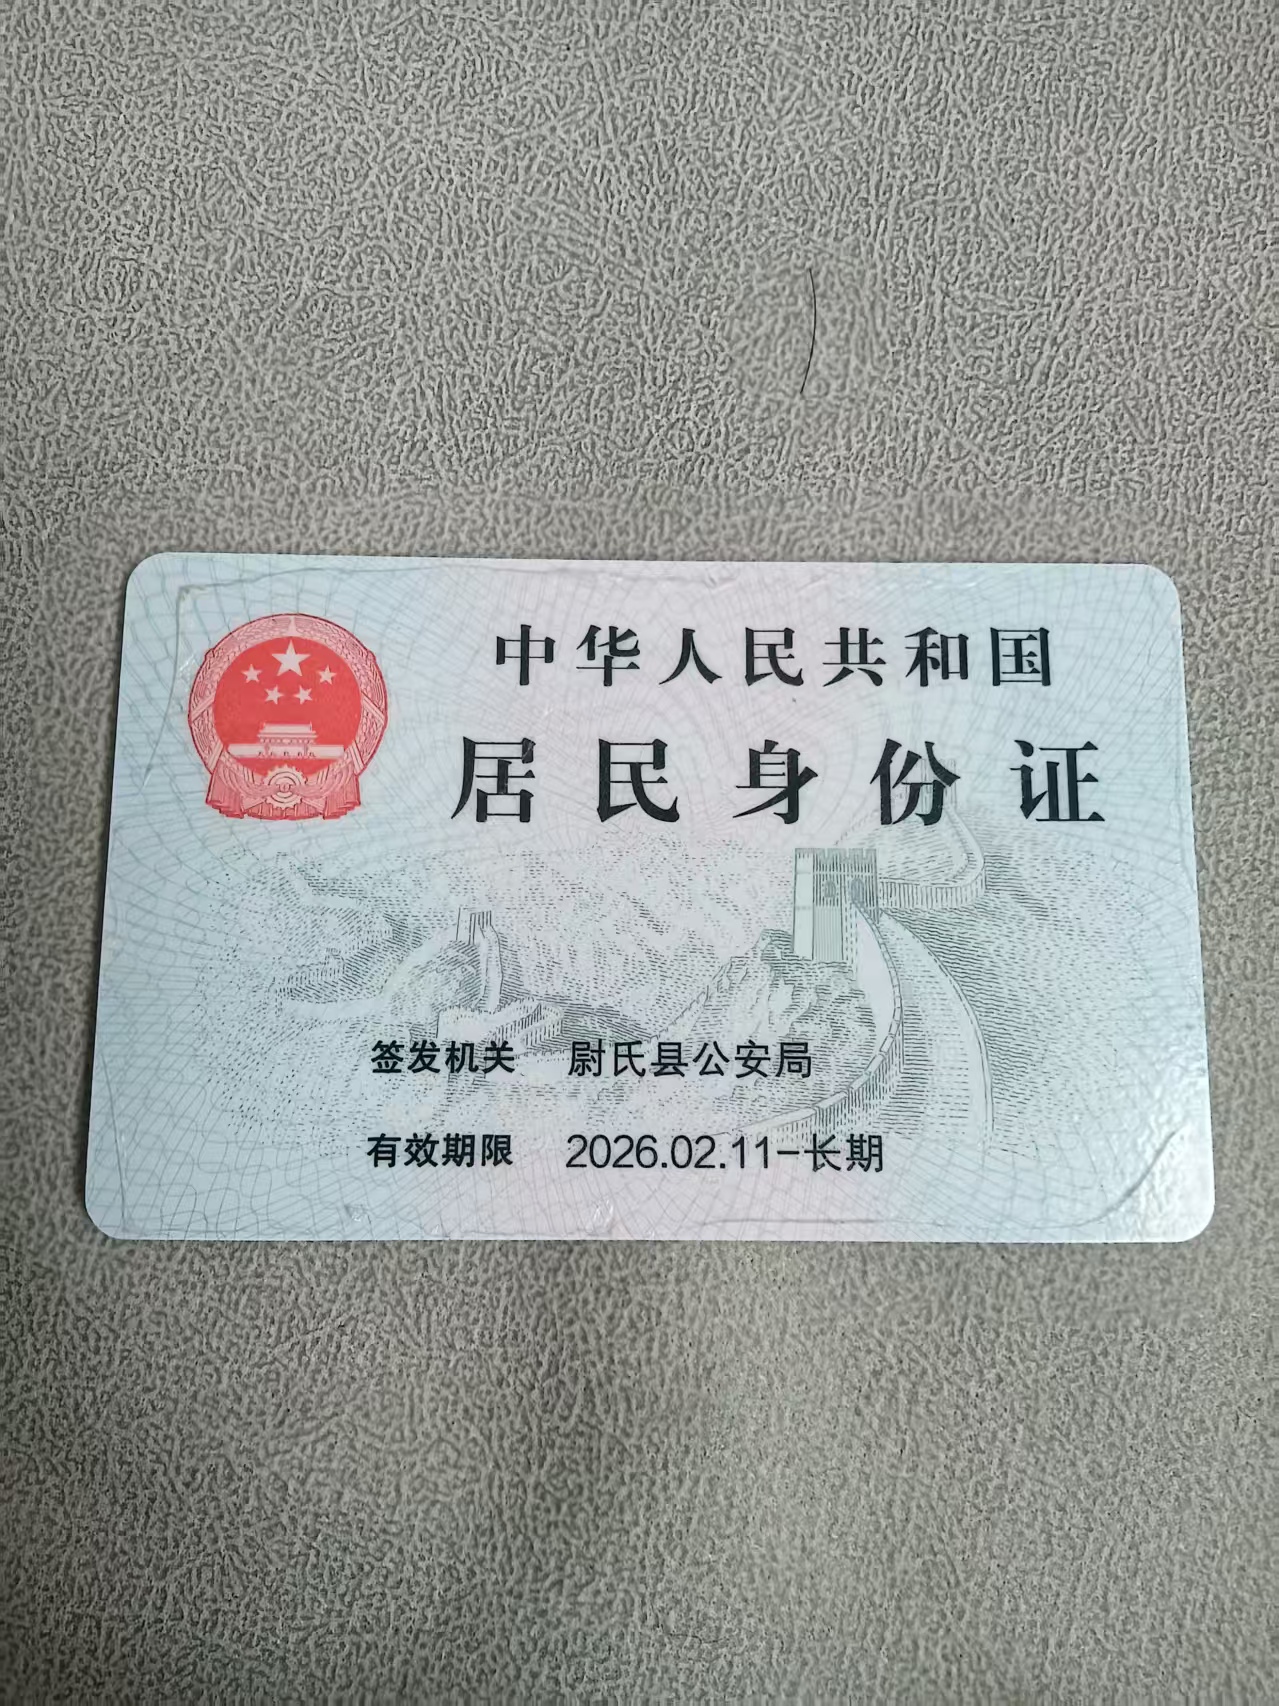 中华人民共和国
居民身份证
签发机关 尉氏县公安局
有效期限 2026.02.11-长期